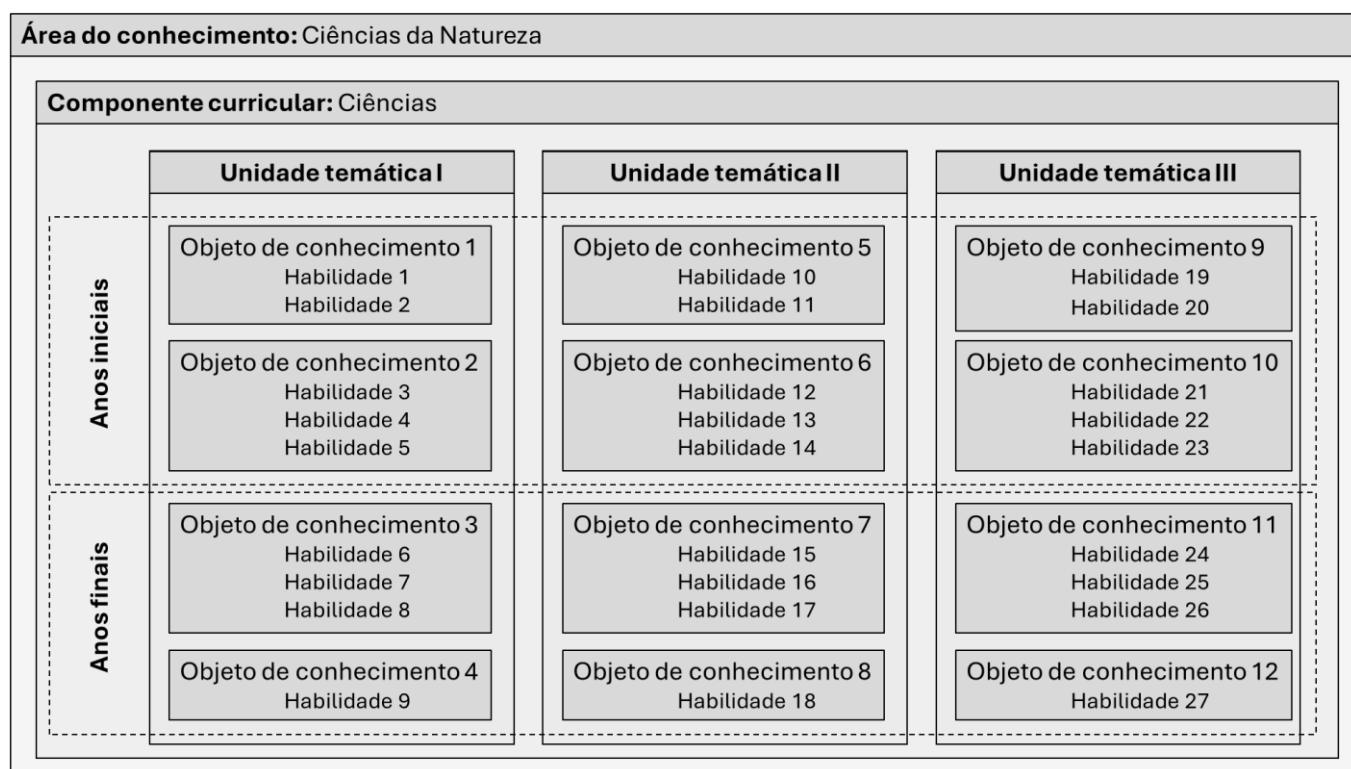 Área do conhecimento: Ciências da Natureza
Componente curricular: Ciências
Unidade temática I
Unidade temática II
Unidade temática III
Anos iniciais
Objeto de conhecimento 1
Habilidade 1
Habilidade 2
Objeto de conhecimento 5
Habilidade 10
Habilidade 11
Objeto de conhecimento 9
Habilidade 19
Habilidade 20
Objeto de conhecimento 2
Habilidade 3
Habilidade 4
Habilidade 5
Objeto de conhecimento 6
Habilidade 12
Habilidade 13
Habilidade 14
Objeto de conhecimento 10
Habilidade 21
Habilidade 22
Habilidade 23
Anos finais
Objeto de conhecimento 3
Habilidade 6
Habilidade 7
Habilidade 8
Objeto de conhecimento 7
Habilidade 15
Habilidade 16
Habilidade 17
Objeto de conhecimento 11
Habilidade 24
Habilidade 25
Habilidade 26
Objeto de conhecimento 4
Habilidade 9
Objeto de conhecimento 8
Habilidade 18
Objeto de conhecimento 12
Habilidade 27